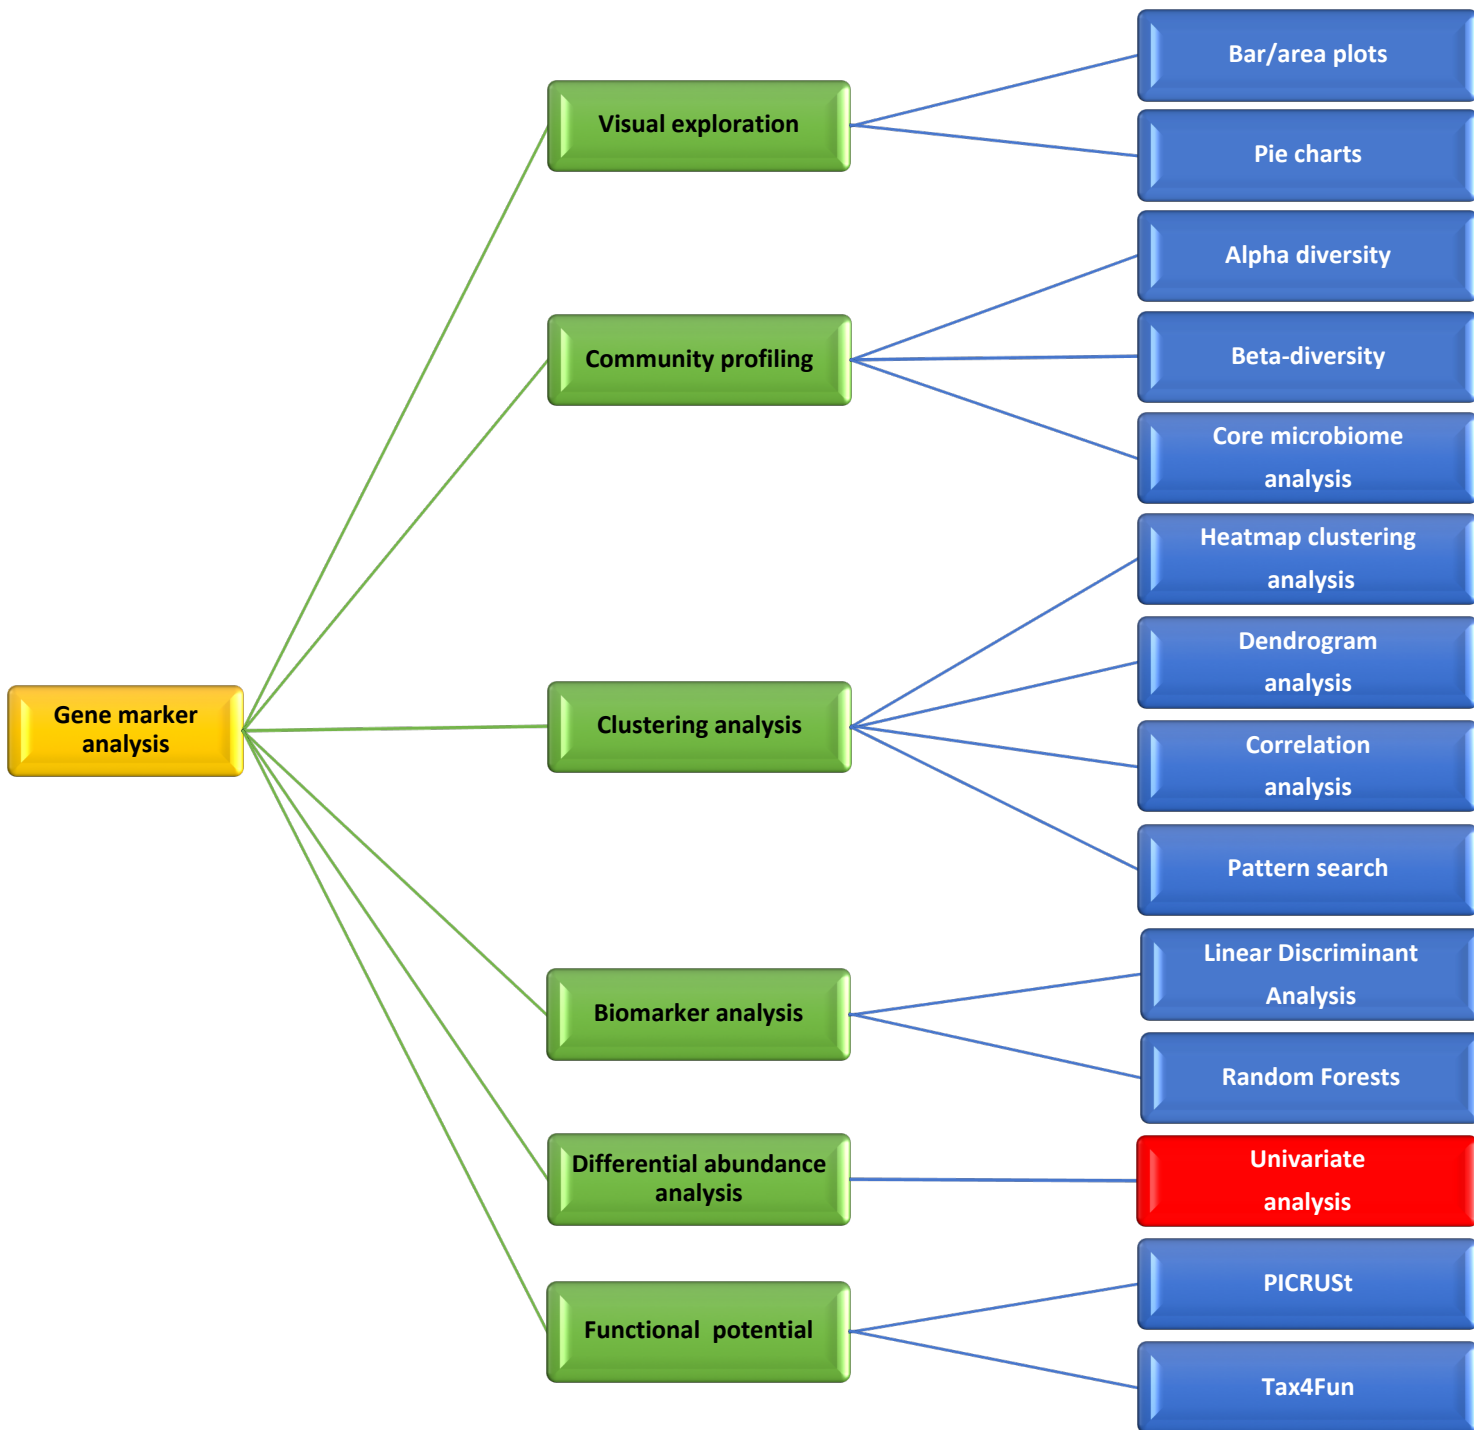 Gene marker
analysis
Visual exploration
Bar/area plots
Pie charts
Community profiling
Alpha diversity
Beta-diversity
Core microbiome
analysis
Clustering analysis
Heatmap clustering
analysis
Dendrogram
analysis
Correlation
analysis
Pattern search
Biomarker analysis
Linear Discriminant
Analysis
Random Forests
Differential abundance
analysis
Univariate
analysis
Functional  potential
PICRUSt
Tax4Fun